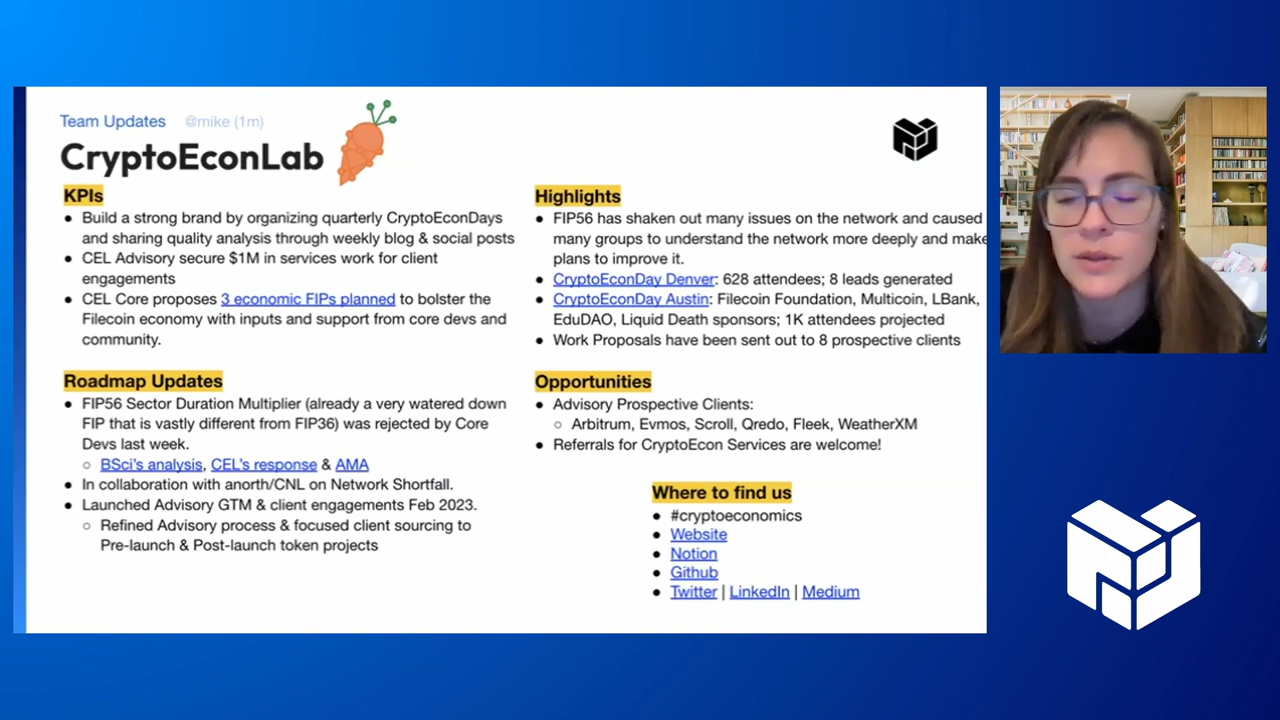 Team Updates @mike (1m)
CryptoEconLab
KPIs
● Build a strong brand by organizing quarterly CryptoEconDays
and sharing quality analysis through weekly blog & social posts
● CEL Advisory secure $1M in services work for client
engagements
● CEL Core proposes 3 economic FIPs planned to bolster the
Filecoin economy with inputs and support from core devs and
community.
Roadmap Updates
● FIP56 Sector Duration Multiplier (already a very watered down
FIP that is vastly different from FIP36) was rejected by Core
Devs last week.
○ BSci's analysis, CEL's response & AMA
● In collaboration with anorth/CNL on Network Shortfall.
● Launched Advisory GTM & client engagements Feb 2023.
○ Refined Advisory process & focused client sourcing to
Pre-launch & Post-launch token projects
Highlights
● FIP56 has shaken out many issues on the network and caused
many groups to understand the network more deeply and make
plans to improve it.
● CryptoEconDay Denver: 628 attendees; 8 leads generated
● CryptoEconDay Austin: Filecoin Foundation, Multicoin, LBank,
EduDAO, Liquid Death sponsors; 1K attendees projected
● Work Proposals have been sent out to 8 prospective clients
Opportunities
● Advisory Prospective Clients:
○ Arbitrum, Evmos, Scroll, Qredo, Fleek, WeatherXM
● Referrals for CryptoEcon Services are welcome!
Where to find us
● #cryptoeconomics
● Website
● Notion
● Github
● Twitter | LinkedIn | Medium